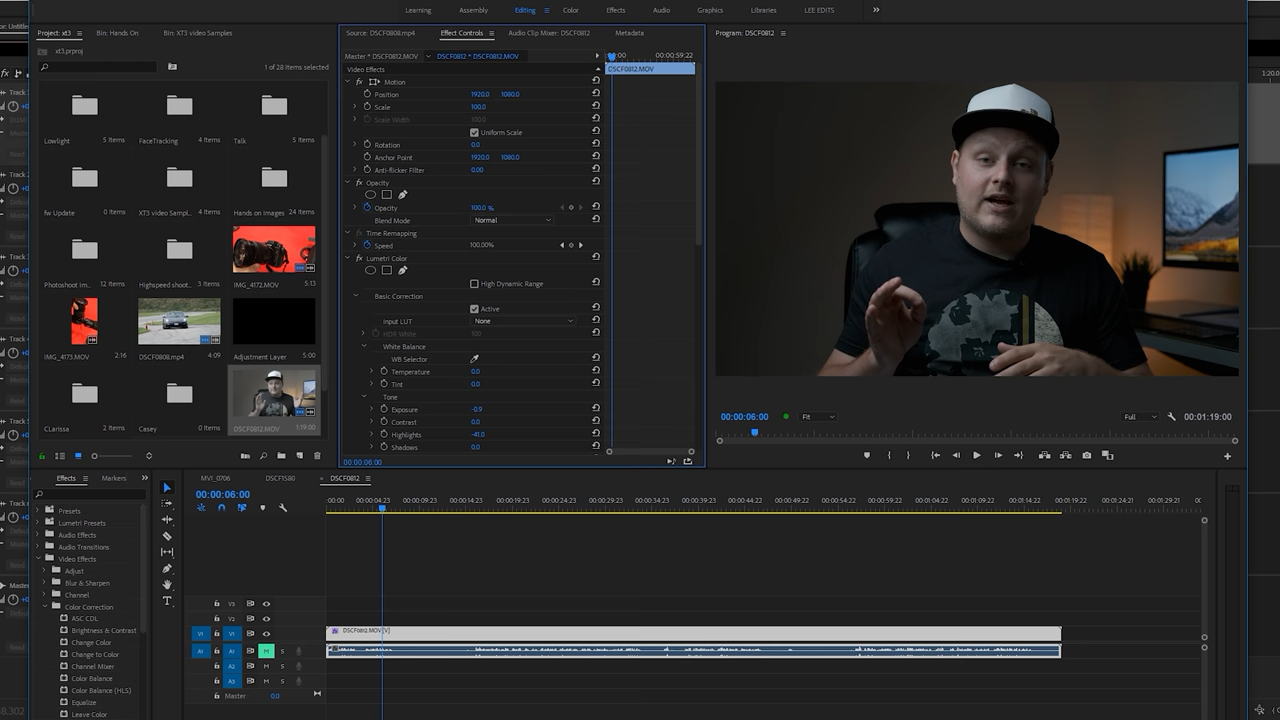 Learning Assembly Editing Color Effects Audio Graphics Libraries LEE EDITS
Project: xt3 Bin: Hands On Bin: XT3 video Samples
xt3.prproj
1 of 28 items selected
Lowlight 5 Items FaceTracking 4 Items Talk 5 Items
fw Update 0 Items XT3 video Sampl... 4 Items Hands on Images 24 Items
Photoshoot Im... 12 Items Highspeed shoot... 3 Items IMG_4172.MOV 5:13
IMG_4173.MOV 2:16 DSCF0808.mp4 4:09 Adjustment Layer 5:00
Clarissa 2 Items Casey 0 Items DSCF0812.MOV 1:19:00
Source: DSCF0808.mp4 Effect Controls Audio Clip Mixer: DSCF0812 Metadata
Master * DSCF0812.MOV DSCF0812 * DSCF0812.MOV :00 00:00:59:22
Video Effects DSCF0812.MOV
fx Motion
Position 1920.0 1080.0
Scale 100.0
Scale Width 100.0
Uniform Scale
Rotation 0.0
Anchor Point 1920.0 1080.0
Anti-flicker Filter 0.00
fx Opacity
Opacity 100.0 %
Blend Mode Normal
fx Time Remapping
Speed 100.00%
fx Lumetri Color
High Dynamic Range
Basic Correction
Active
Input LUT None
HDR White 100
White Balance
WB Selector
Temperature 0.0
Tint 0.0
Tone
Exposure -0.9
Contrast 0.0
Highlights -41.0
Shadows 0.0
00:00:06:00
Program: DSCF0812
00:00:06:00 Fit Full 00:01:19:00
Effects Markers
Presets
Lumetri Presets
Audio Effects
Audio Transitions
Video Effects
Adjust
Blur & Sharpen
Channel
Color Correction
ASC CDL
Brightness & Contrast
Change Color
Change to Color
Channel Mixer
Color Balance
Color Balance (HLS)
Equalize
Leave Color
MVI_0706 DSCF1580 DSCF0812
00:00:06:00
:00:00 00:00:04:23 00:00:09:23 00:00:14:23 00:00:19:23 00:00:24:23 00:00:29:23 00:00:34:23 00:00:39:23 00:00:44:22 00:00:49:22 00:00:54:22 00:00:59:22 00:01:04:22 00:01:09:22 00:01:14:22 00:01:19:22 00:01:24:21 00:01:29:21
V3
V2
V1 V1 DSCF0812.MOV [V]
A1 A1 M S
A2 M S
A3 M S
Master 0.0